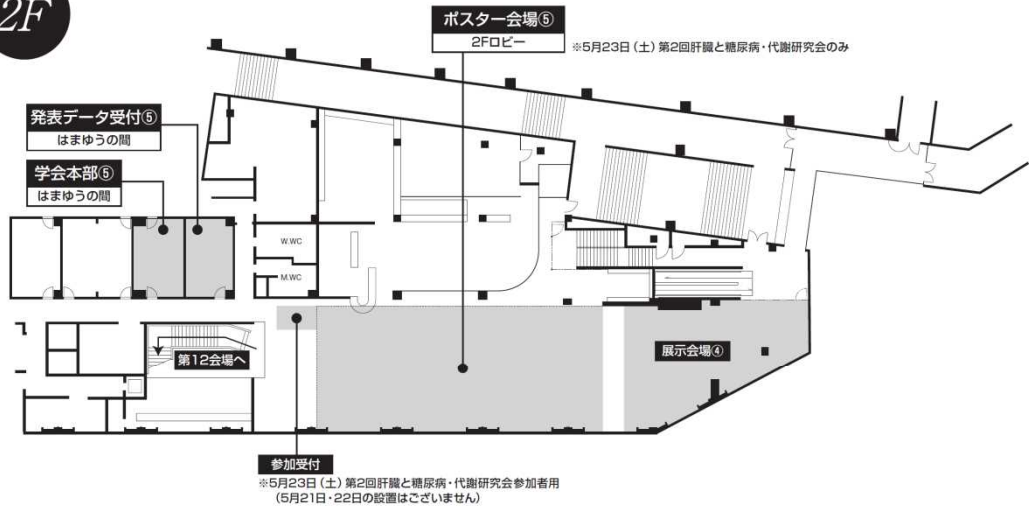 2F
ポスター会場⑤
2Fロビー
※5月23日(土)第2回肝臓と糖尿病・代謝研究会のみ
発表データ受付⑤
はまゆうの間
学会本部⑤
はまゆうの間
W.WC
M.WC
第12会場へ
展示会場④
参加受付
※5月23日(土)第2回肝臓と糖尿病・代謝研究会参加者用
(5月21日・22日の設置はございません)